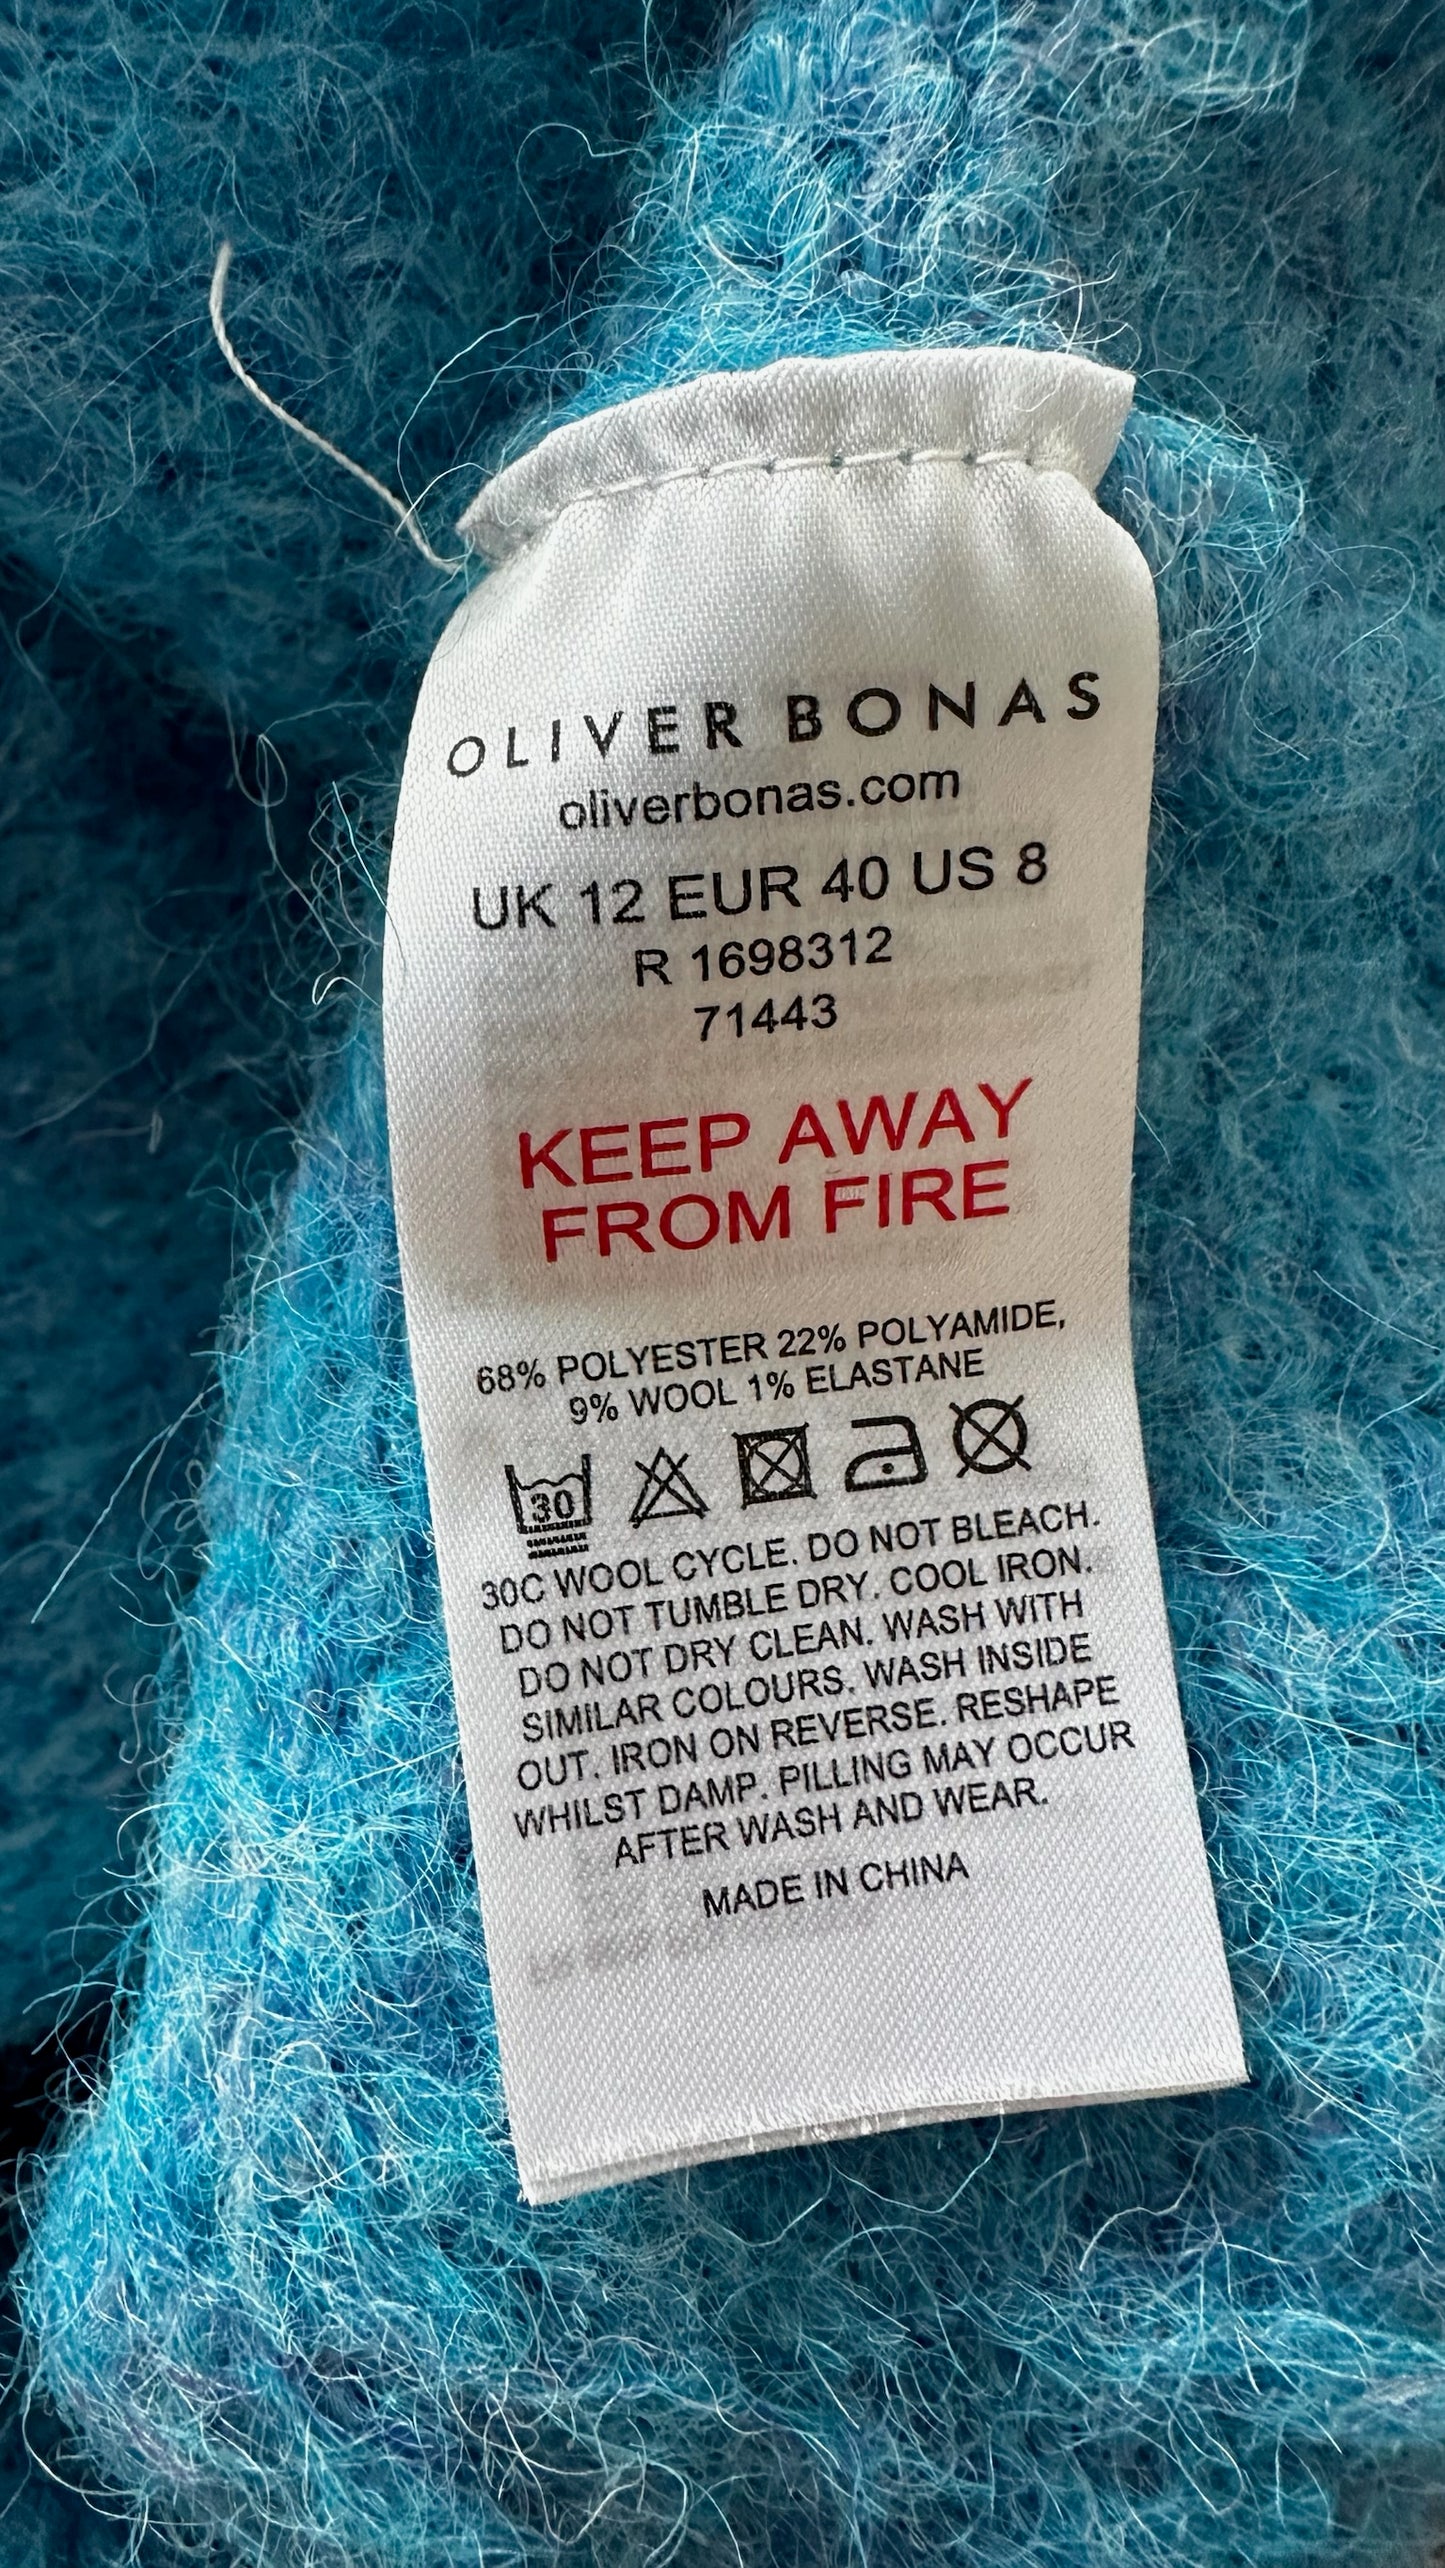 OLIVER BONAS
oliverbonas.com
UK 12 EUR 40 US 8
R 1698312
71443
KEEP AWAY
FROM FIRE
68% POLYESTER 22% POLYAMIDE,
9% WOOL 1% ELASTANE
30
30C WOOL CYCLE. DO NOT BLEACH.
DO NOT TUMBLE DRY. COOL IRON.
DO NOT DRY CLEAN. WASH WITH
SIMILAR COLOURS. WASH INSIDE
OUT. IRON ON REVERSE. RESHAPE
WHILST DAMP. PILLING MAY OCCUR
AFTER WASH AND WEAR.
MADE IN CHINA